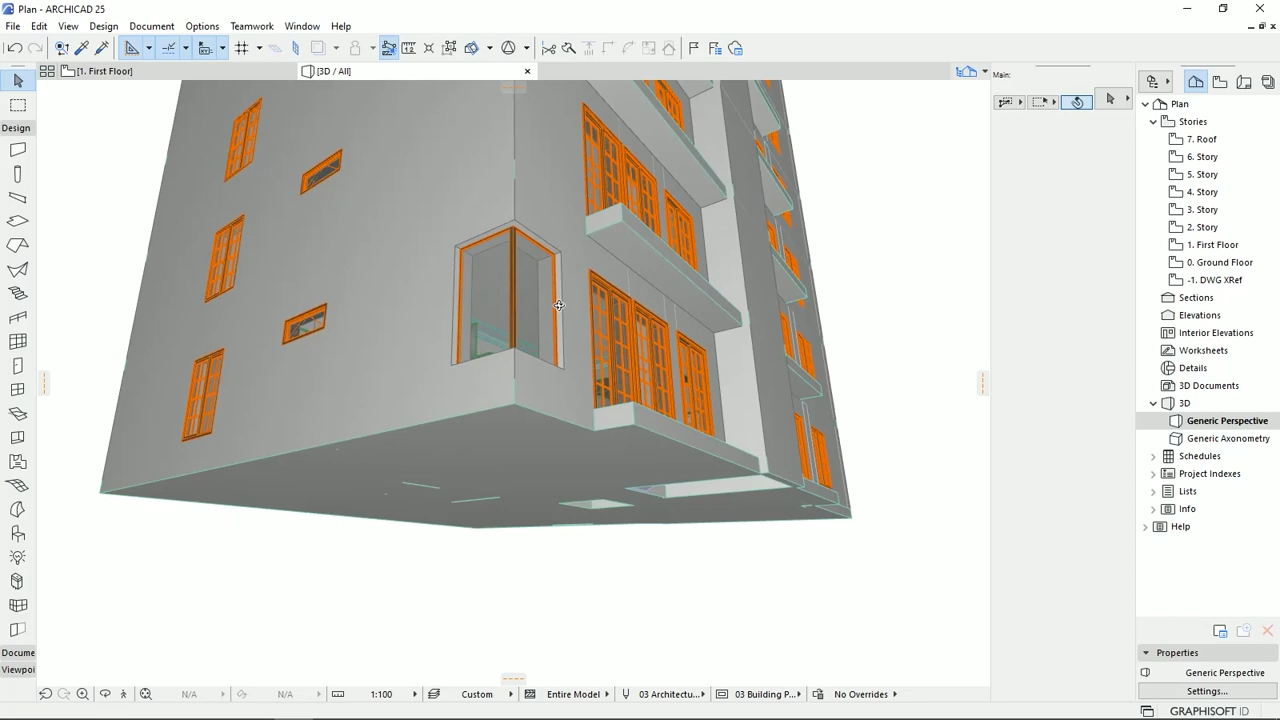 Plan - ARCHICAD 25
File Edit View Design Document Options Teamwork Window Help
[1. First Floor]
[3D / All]
Main:
Design
Plan
Stories
7. Roof
6. Story
5. Story
4. Story
3. Story
2. Story
1. First Floor
0. Ground Floor
-1. DWG XRef
Sections
Elevations
Interior Elevations
Worksheets
Details
3D Documents
3D
Generic Perspective
Generic Axonometry
Schedules
Project Indexes
Lists
Info
Help
Docume
Viewpoi
Properties
Generic Perspective
Settings...
N/A
N/A
1:100
Custom
Entire Model
03 Architectu...
03 Building P...
No Overrides
GRAPHISOFT ID